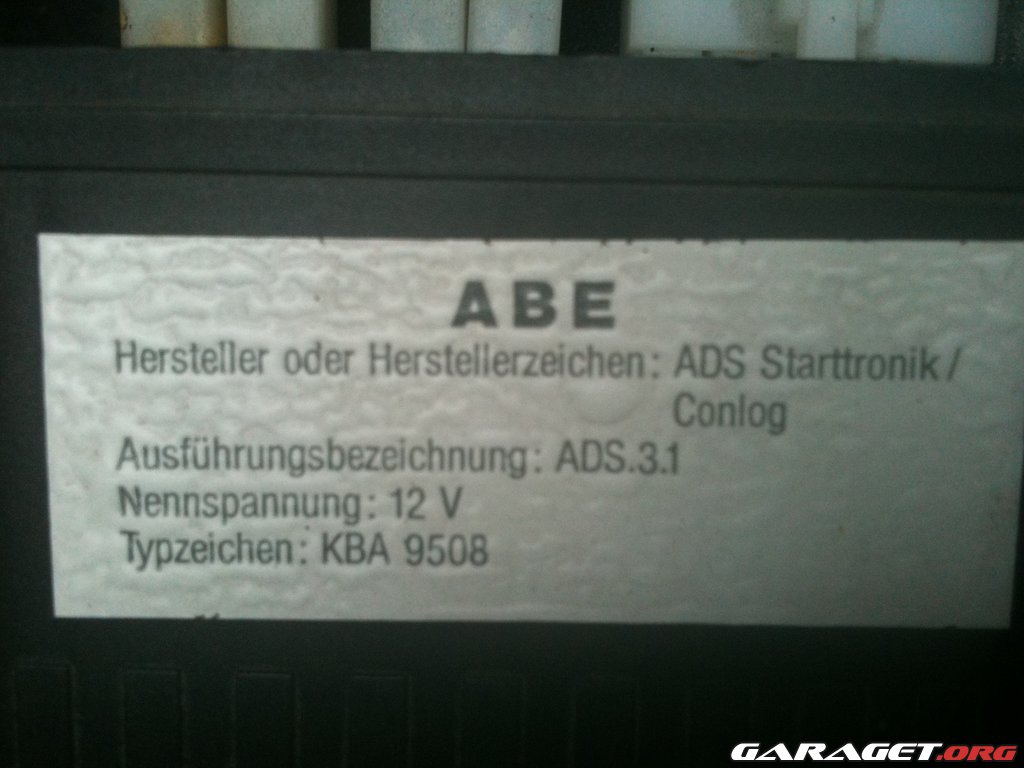 ABE
Hersteller oder Herstellerzeichen: ADS Starttronik/
Conlog
Ausführungsbezeichnung: ADS.3.1
Nennspannung: 12 V
Typzeichen: KBA 9508
GARAGET.ORG